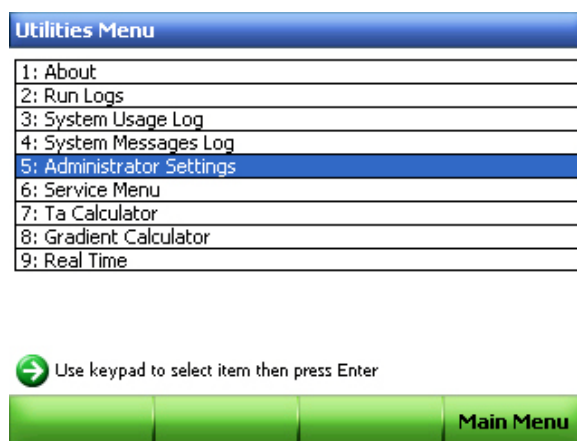 Utilities Menu
1: About
2: Run Logs
3: System Usage Log
4: System Messages Log
5: Administrator Settings
6: Service Menu
7: Ta Calculator
8: Gradient Calculator
9: Real Time
Use keypad to select item then press Enter
Main Menu